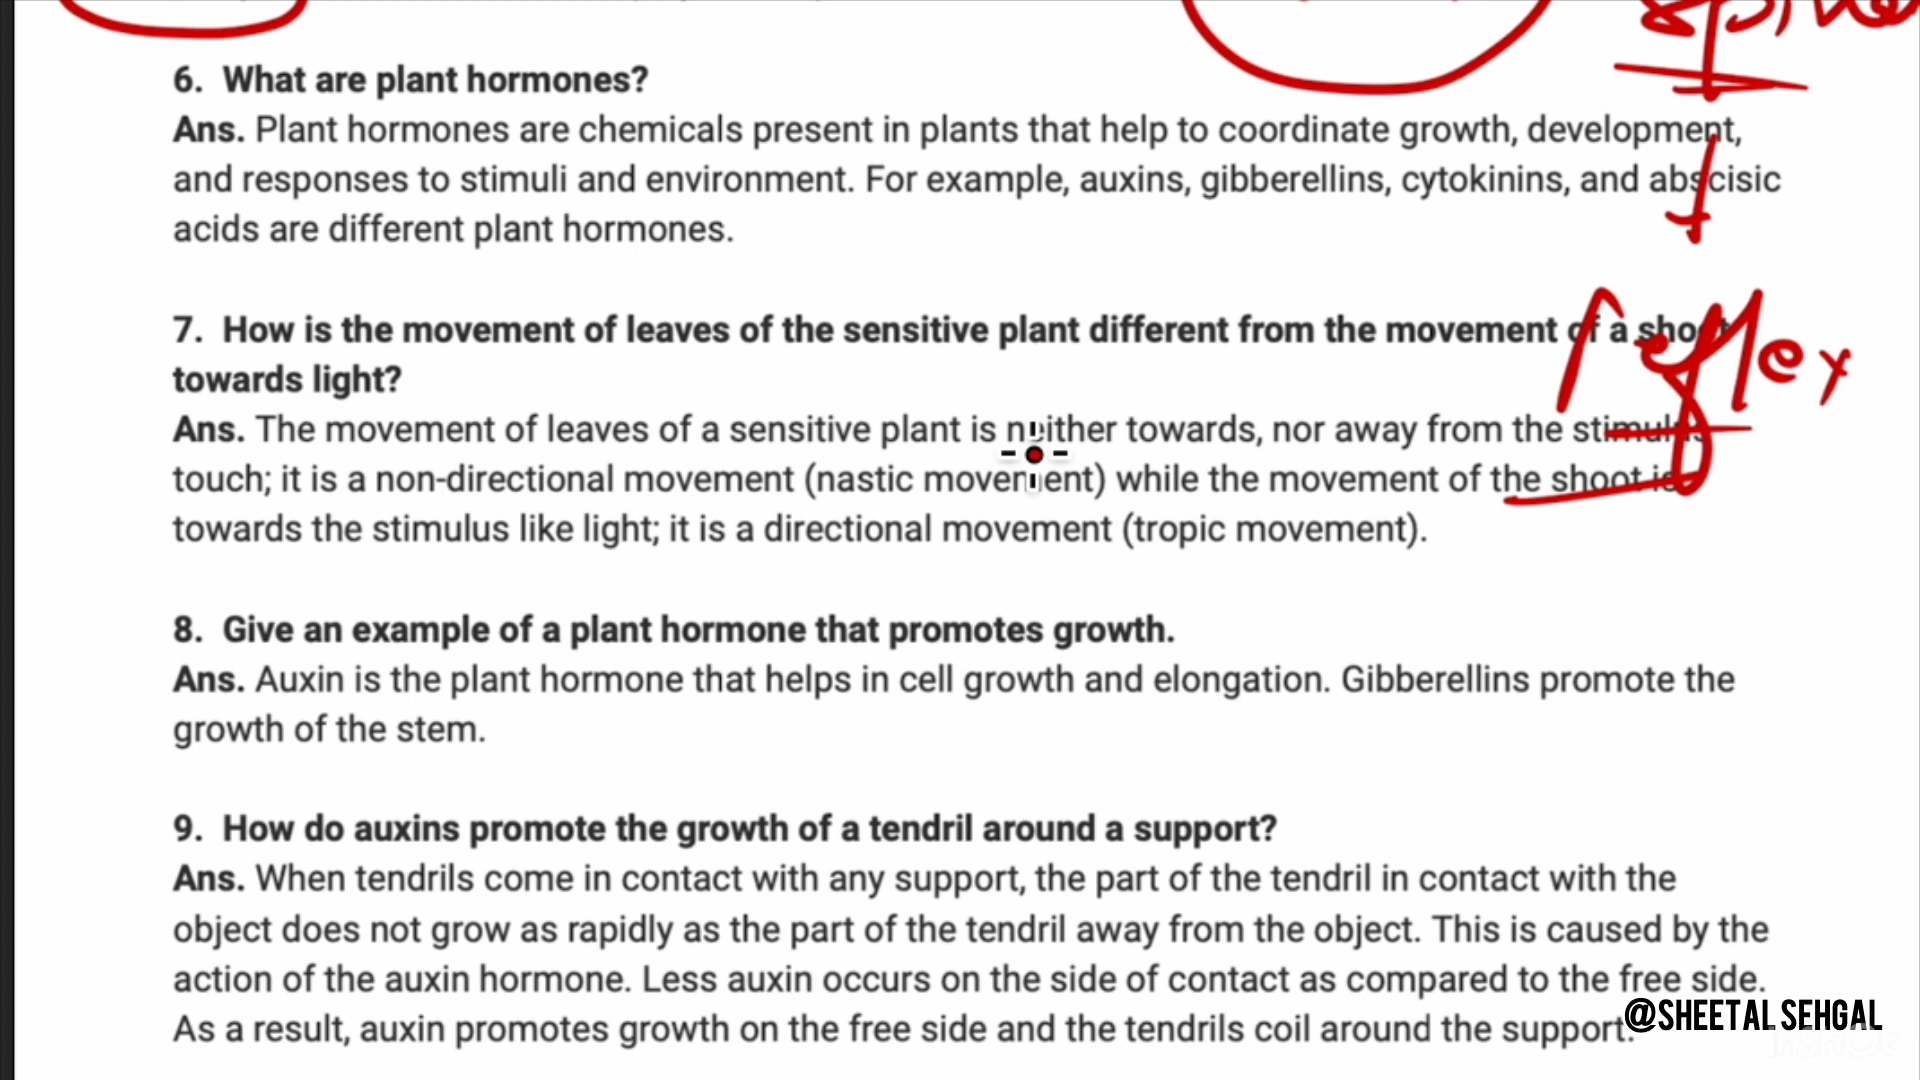 spine
6. What are plant hormones?
Ans. Plant hormones are chemicals present in plants that help to coordinate growth, development,
and responses to stimuli and environment. For example, auxins, gibberellins, cytokinins, and abscisic
acids are different plant hormones.
7. How is the movement of leaves of the sensitive plant different from the movement of a shoot
towards light?
reflex
Ans. The movement of leaves of a sensitive plant is neither towards, nor away from the stimulus
touch; it is a non-directional movement (nastic movement) while the movement of the shoot is
towards the stimulus like light; it is a directional movement (tropic movement).
8. Give an example of a plant hormone that promotes growth.
Ans. Auxin is the plant hormone that helps in cell growth and elongation. Gibberellins promote the
growth of the stem.
9. How do auxins promote the growth of a tendril around a support?
Ans. When tendrils come in contact with any support, the part of the tendril in contact with the
object does not grow as rapidly as the part of the tendril away from the object. This is caused by the
action of the auxin hormone. Less auxin occurs on the side of contact as compared to the free side.
As a result, auxin promotes growth on the free side and the tendrils coil around the support.
@SHEETAL SEHGAL